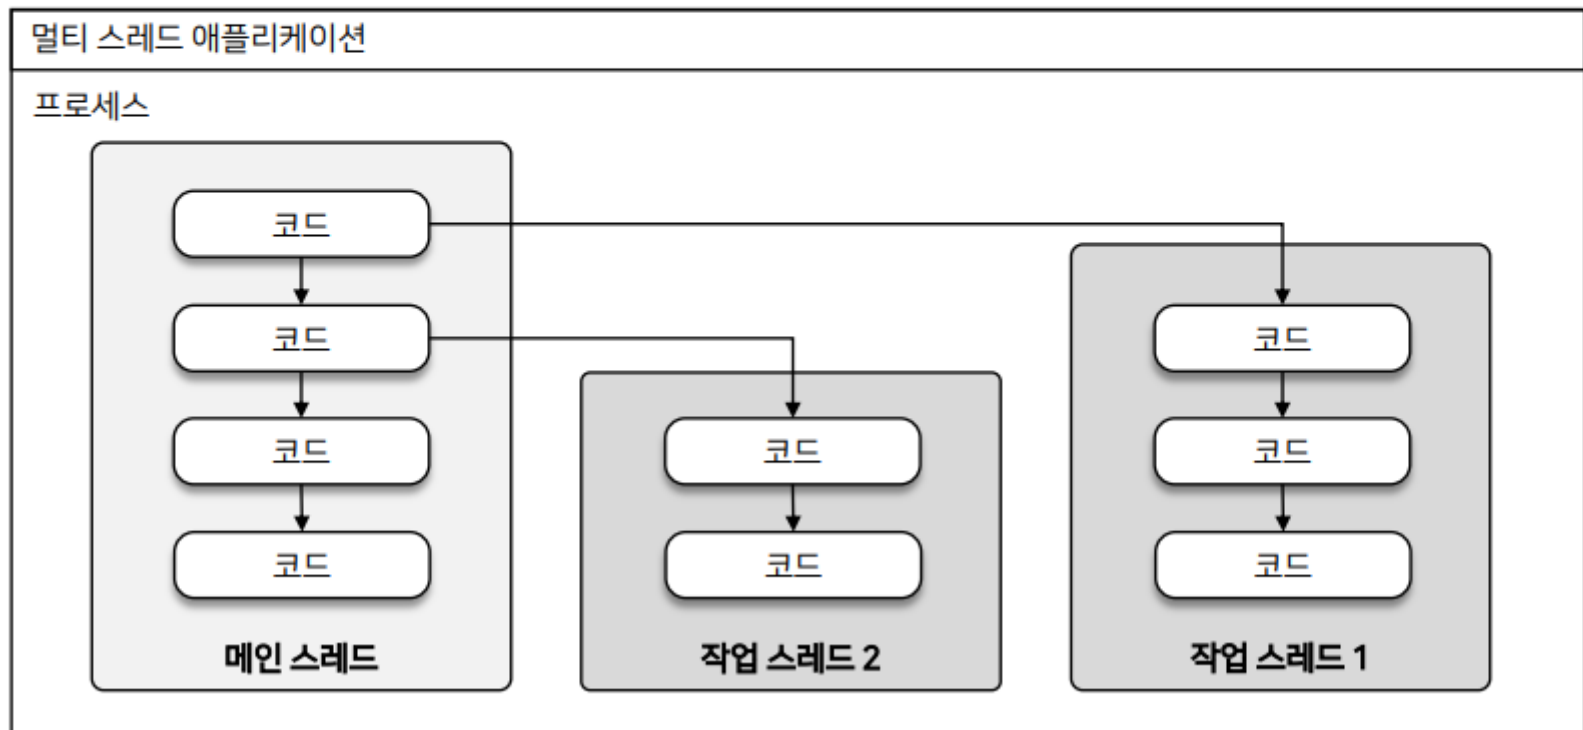 멀티 스레드 애플리케이션
프로세스
코드
코드
코드
코드
메인 스레드
코드
코드
작업 스레드 2
코드
코드
코드
작업 스레드 1